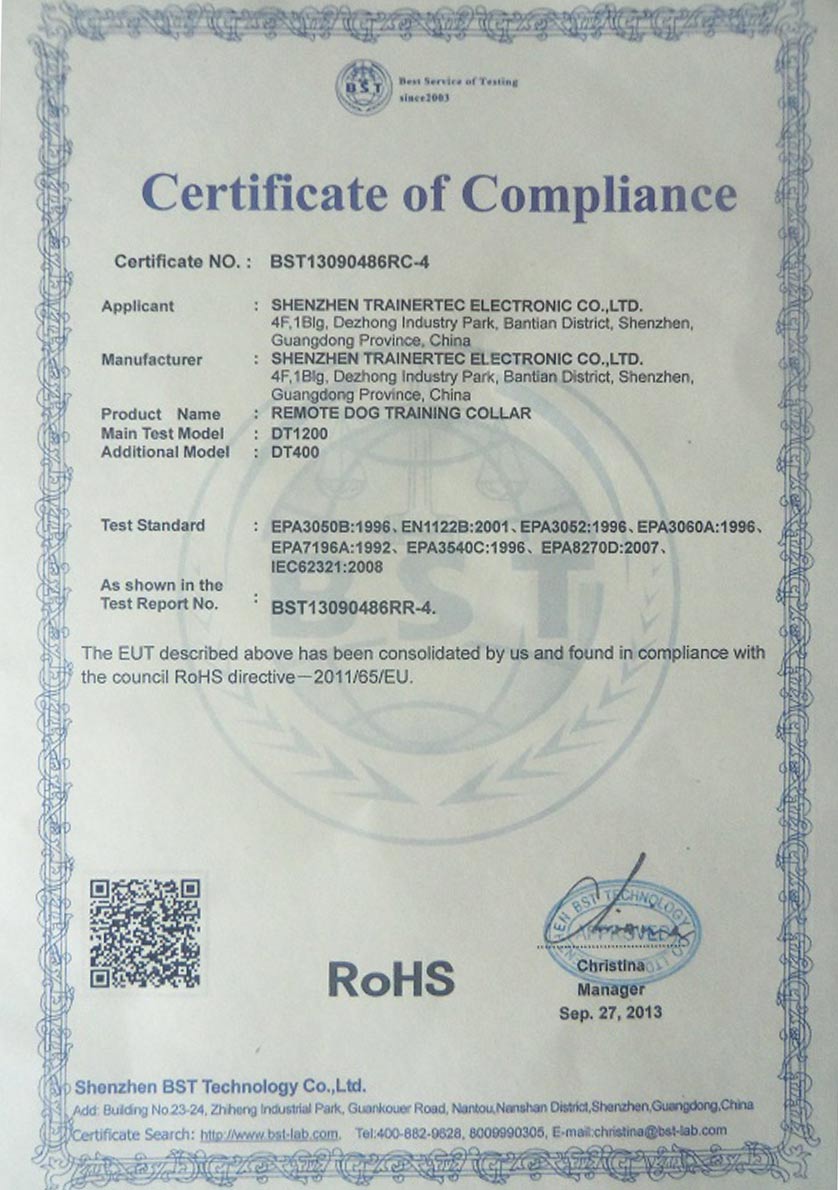 BST
Best Service of Testing
since2003
Certificate of Compliance
Certificate NO. : BST13090486RC-4
Applicant : SHENZHEN TRAINERTEC ELECTRONIC CO.,LTD.
4F,1Blg, Dezhong Industry Park, Bantian District, Shenzhen,
Guangdong Province, China
Manufacturer : SHENZHEN TRAINERTEC ELECTRONIC CO.,LTD.
4F,1Blg, Dezhong Industry Park, Bantian District, Shenzhen,
Guangdong Province, China
Product Name : REMOTE DOG TRAINING COLLAR
Main Test Model : DT1200
Additional Model : DT400
Test Standard : EPA3050B:1996、EN1122B:2001、EPA3052:1996、EPA3060A:1996、
EPA7196A:1992、EPA3540C:1996、EPA8270D:2007、
IEC62321:2008
As shown in the
Test Report No. : BST13090486RR-4.
BST
The EUT described above has been consolidated by us and found in compliance with
the council RoHS directive－2011/65/EU.
RoHS
BST TECHNOLOGY
APPROVED
Christina
Manager
Sep. 27, 2013
Shenzhen BST Technology Co.,Ltd.
Add: Building No.23-24, Zhiheng Industrial Park, Guankouer Road, Nantou,Nanshan District,Shenzhen,Guangdong,China
Certificate Search: http://www.bst-lab.com, Tel:400-882-9628, 8009990305, E-mail:christina@bst-lab.com